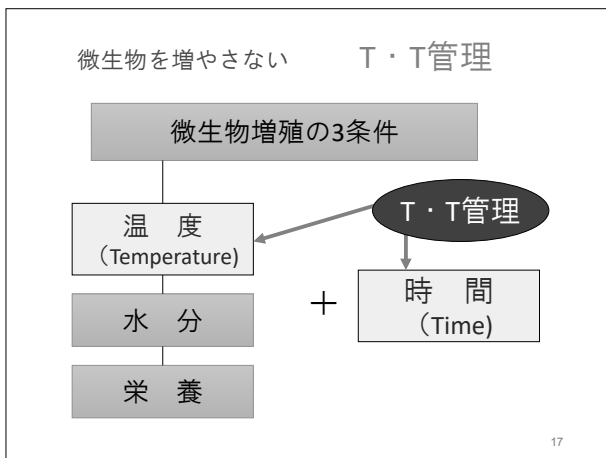 微生物を増やさない　T・T管理
微生物増殖の3条件
T・T管理
温　度
（Temperature)
＋
時　間
（Time)
水　分
栄　養
17